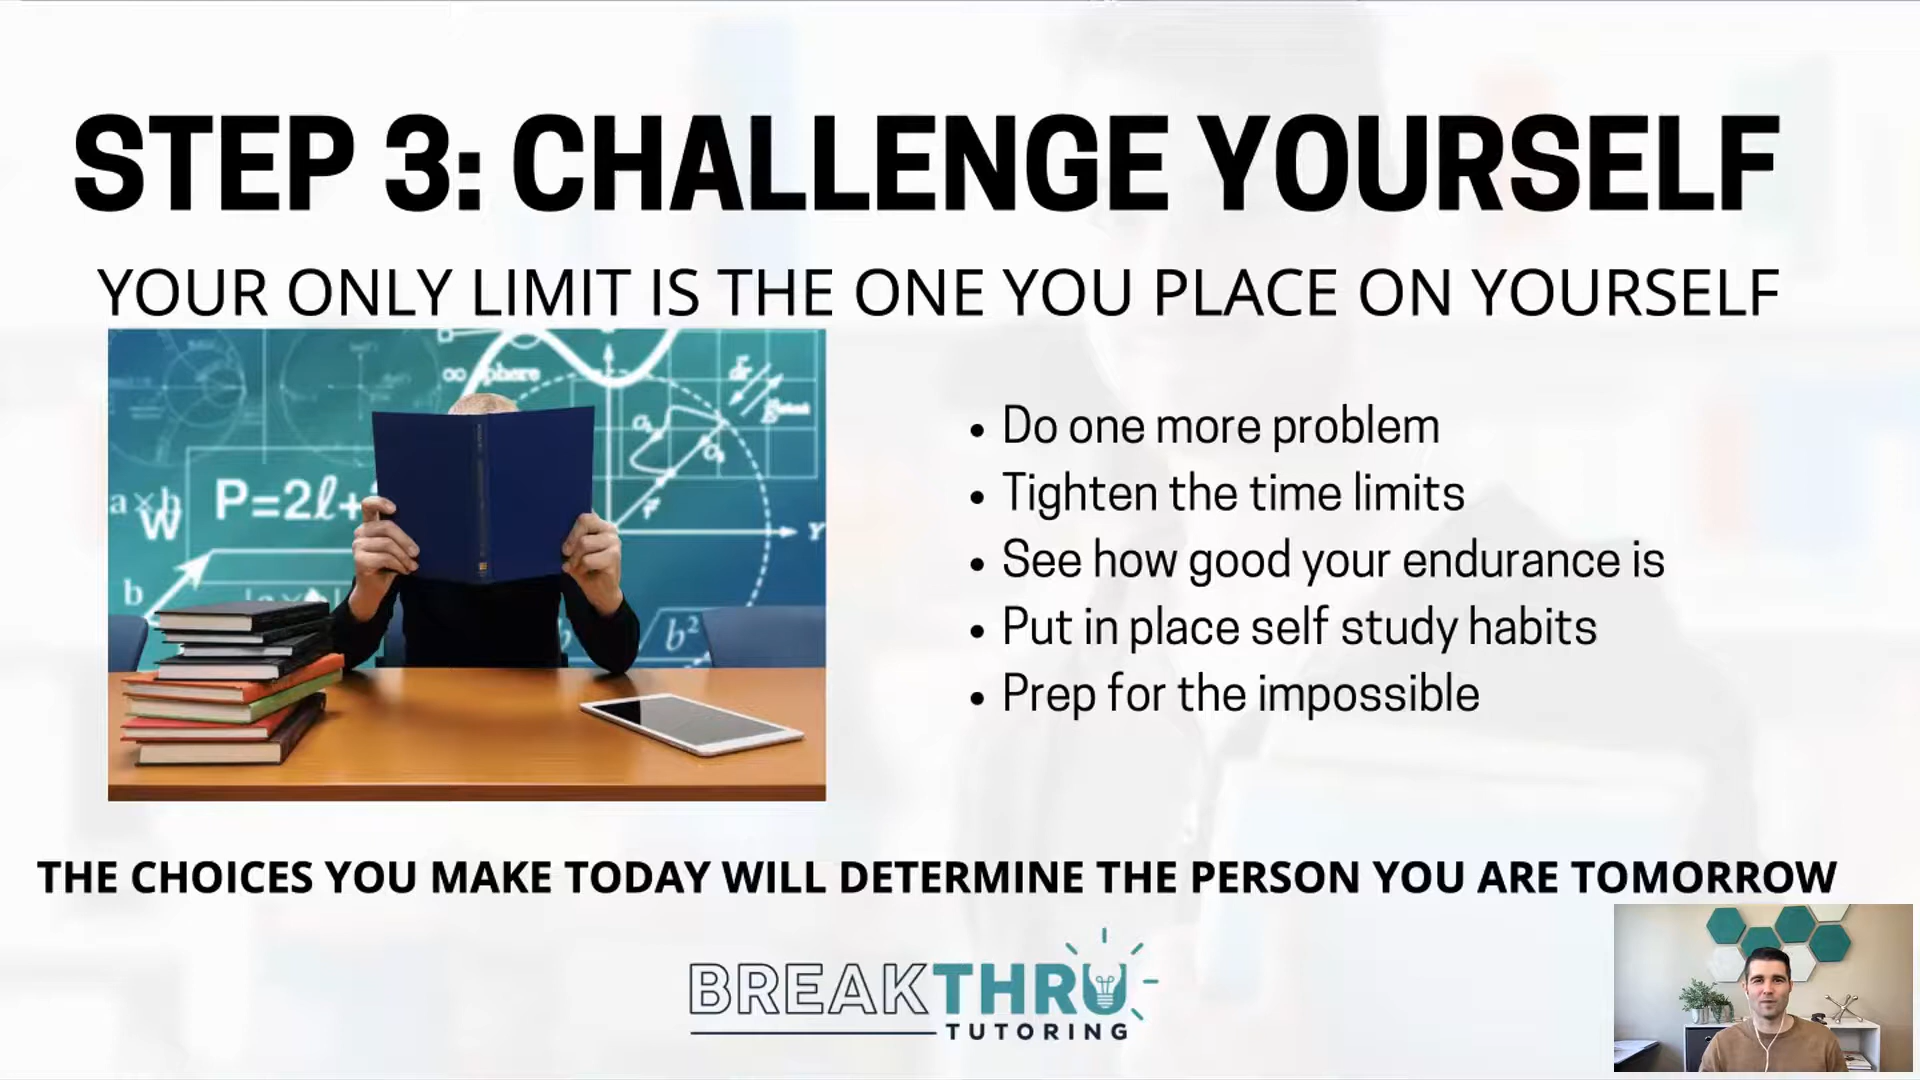 STEP 3: CHALLENGE YOURSELF
YOUR ONLY LIMIT IS THE ONE YOU PLACE ON YOURSELF
∞ sphere
a×b
W
P=2ℓ+
Y
b
b²
• Do one more problem
• Tighten the time limits
• See how good your endurance is
• Put in place self study habits
• Prep for the impossible
THE CHOICES YOU MAKE TODAY WILL DETERMINE THE PERSON YOU ARE TOMORROW
BREAKTHRU
TUTORING